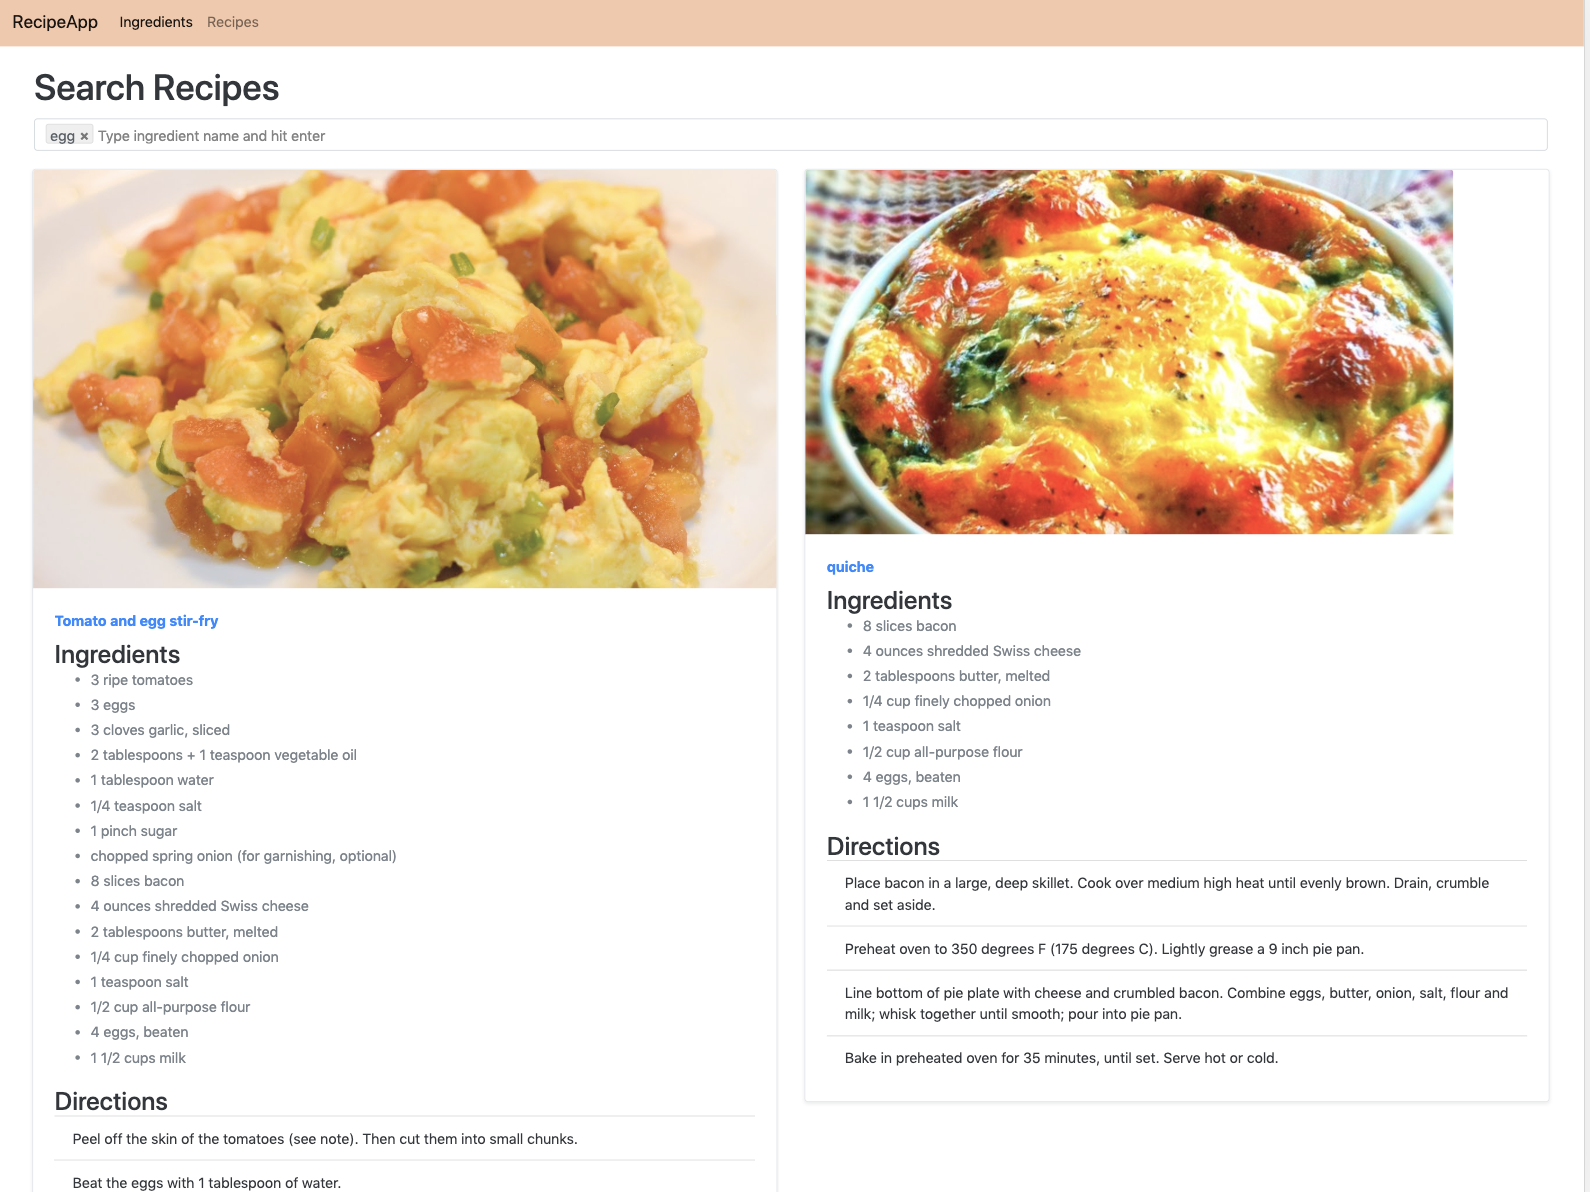 RecipeApp Ingredients Recipes
Search Recipes
egg × Type ingredient name and hit enter
Tomato and egg stir-fry
Ingredients
• 3 ripe tomatoes
• 3 eggs
• 3 cloves garlic, sliced
• 2 tablespoons + 1 teaspoon vegetable oil
• 1 tablespoon water
• 1/4 teaspoon salt
• 1 pinch sugar
• chopped spring onion (for garnishing, optional)
• 8 slices bacon
• 4 ounces shredded Swiss cheese
• 2 tablespoons butter, melted
• 1/4 cup finely chopped onion
• 1 teaspoon salt
• 1/2 cup all-purpose flour
• 4 eggs, beaten
• 1 1/2 cups milk
Directions
Peel off the skin of the tomatoes (see note). Then cut them into small chunks.
Beat the eggs with 1 tablespoon of water.
quiche
Ingredients
• 8 slices bacon
• 4 ounces shredded Swiss cheese
• 2 tablespoons butter, melted
• 1/4 cup finely chopped onion
• 1 teaspoon salt
• 1/2 cup all-purpose flour
• 4 eggs, beaten
• 1 1/2 cups milk
Directions
Place bacon in a large, deep skillet. Cook over medium high heat until evenly brown. Drain, crumble
and set aside.
Preheat oven to 350 degrees F (175 degrees C). Lightly grease a 9 inch pie pan.
Line bottom of pie plate with cheese and crumbled bacon. Combine eggs, butter, onion, salt, flour and
milk; whisk together until smooth; pour into pie pan.
Bake in preheated oven for 35 minutes, until set. Serve hot or cold.